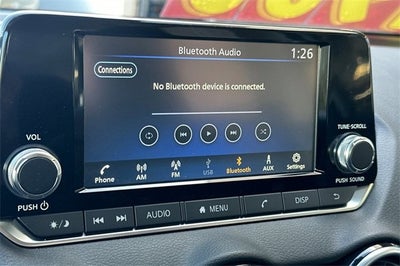 Bluetooth Audio
1:26
Connections
No Bluetooth device is connected.
VOL
TUNE·SCROLL
Phone
AM
FM
USB
Bluetooth
AUX
Settings
PUSH
PUSH SOUND
AUDIO
MENU
DISP